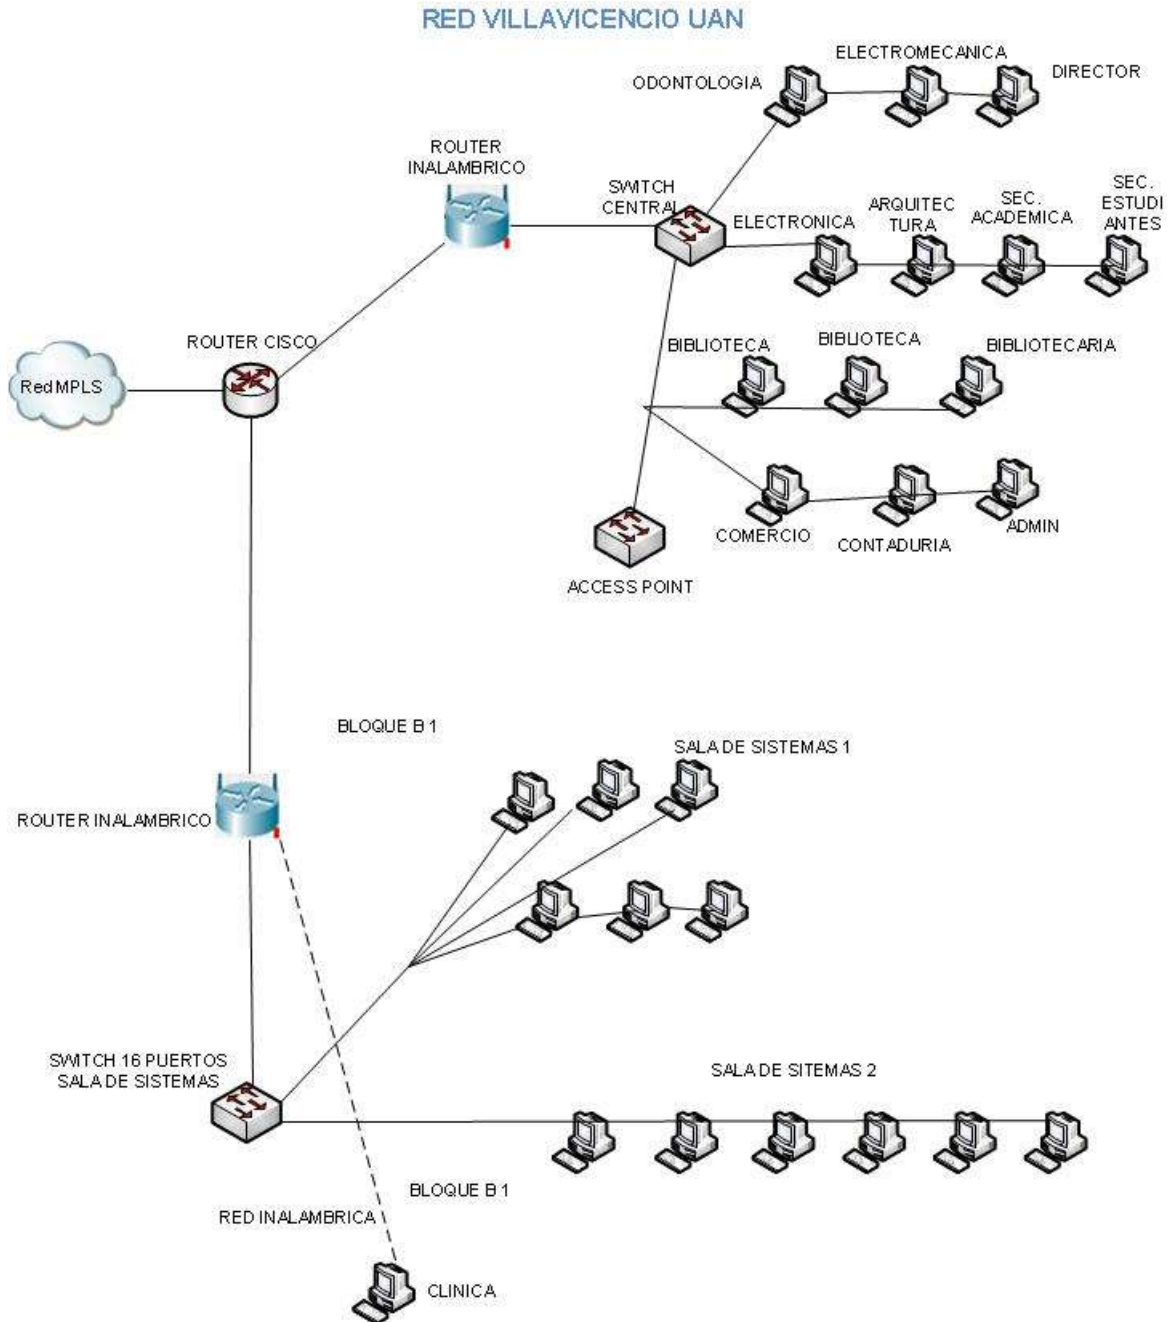 RED VILLAVICENCIO UAN
ELECTROMECANICA
ODONTOLOGIA
DIRECTOR
ROUTER
INALAMBRICO
SWITCH
CENTRAL
ELECTRONICA
ARQUITEC
TURA
SEC.
ACADEMICA
SEC.
ESTUDI
ANTES
ROUTER CISCO
Red MPLS
BIBLIOTECA
BIBLIOTECA
BIBLIOTECARIA
COMERCIO
CONTADURIA
ADMIN
ACCESS POINT
BLOQUE B 1
SALA DE SISTEMAS 1
ROUTER INALAMBRICO
SWITCH 16 PUERTOS
SALA DE SISTEMAS
SALA DE SITEMAS 2
BLOQUE B 1
RED INALAMBRICA
CLINICA